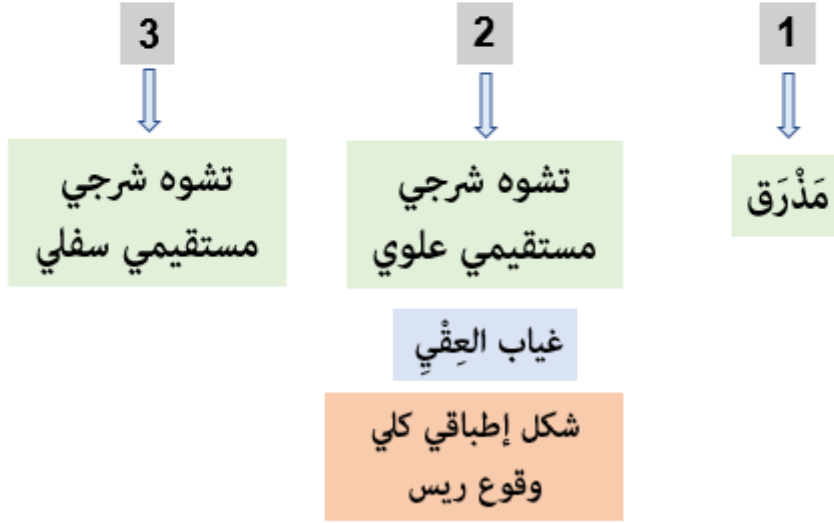 1
مَذْرَق
2
تشوه شرجي
مستقيمي علوي
غياب العِقْيِ
شكل إطباقي كلي
وقوع ريس
3
تشوه شرجي
مستقيمي سفلي